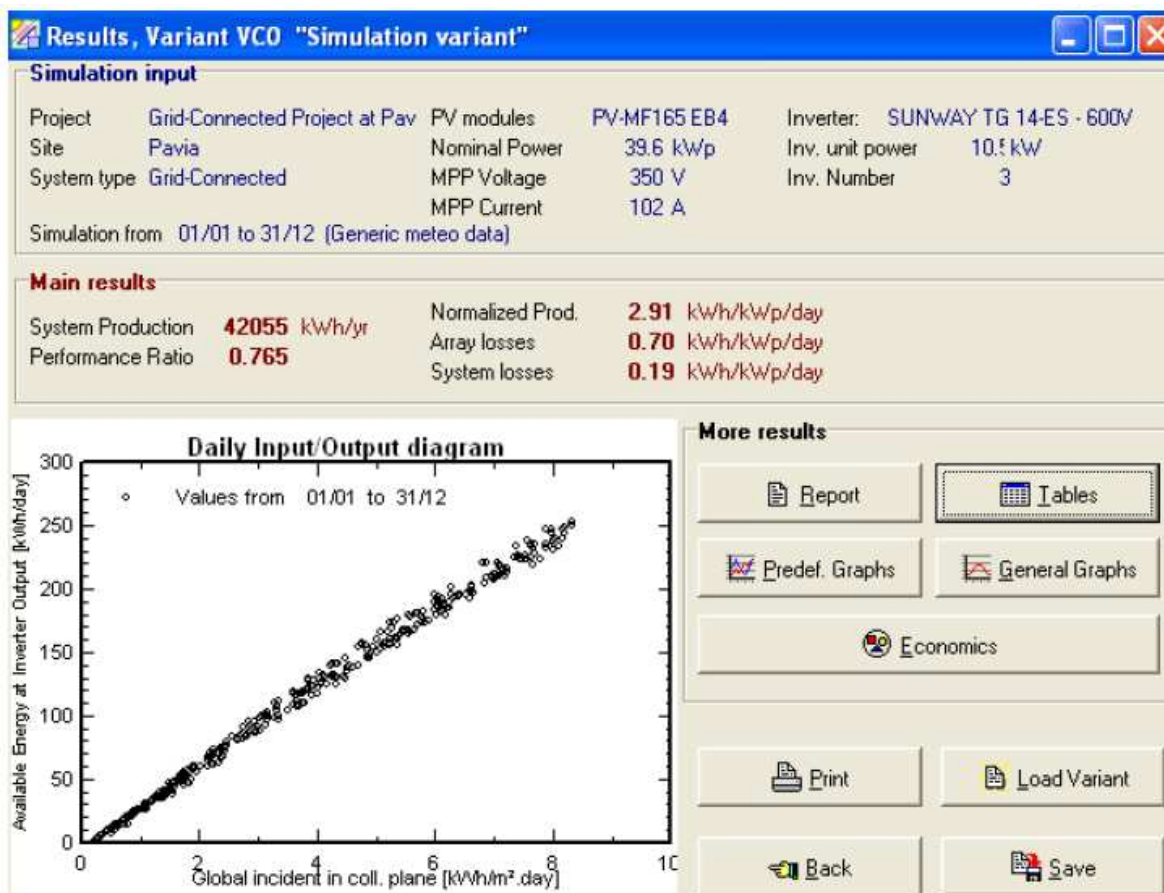 Results, Variant VC0 "Simulation variant"
Simulation input
Project Grid-Connected Project at Pav PV modules PV-MF165 EB4 Inverter: SUNWAY TG 14-ES - 600V
Site Pavia Nominal Power 39.6 kWp Inv. unit power kW
System type Grid-Connected MPP Voltage 350 V Inv. Number 3
MPP Current 102 A
Simulation from 01/01 to 31/12 (Generic meteo data)
Main results
Normalized Prod. 2.91 kWh/kWp/day
System Production 42055 kWh/yr
Array losses 0.70 kWh/kWp/day
Performance Ratio 0.765
System losses 0.19 kWh/kWp/day
Daily Input/Output diagram
Values from 01/01 to 31/12
Available Energy at Inverter Output [kWh/day]
300
250
200
150
100
50
0
0 2 4 6 8 10
Global incident in coll. plane [kWh/m².day]
More results
Report Tables
Predef. Graphs General Graphs
Economics
Print Load Variant
Back Save